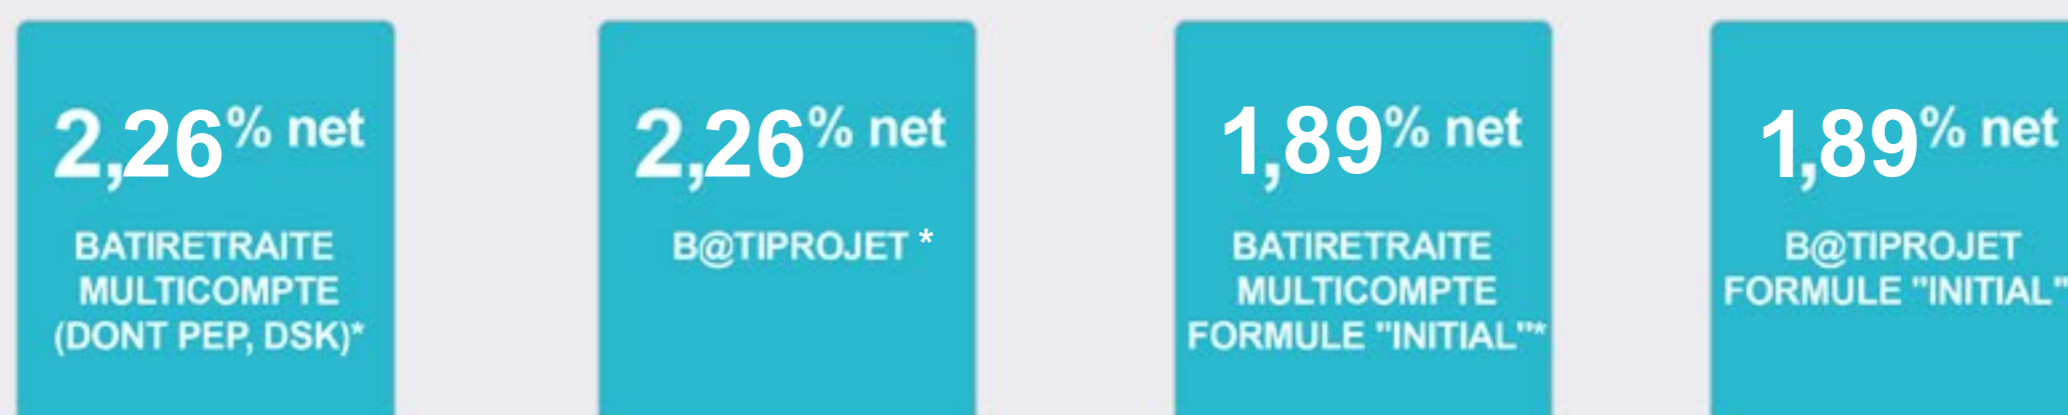 2,26% net
BATIRETRAITE
MULTICOMPTE
(DONT PEP, DSK)*
2,26% net
B@TIPROJET *
1,89% net
BATIRETRAITE
MULTICOMPTE
FORMULE "INITIAL"*
1,89% net
B@TIPROJET
FORMULE "INITIAL"